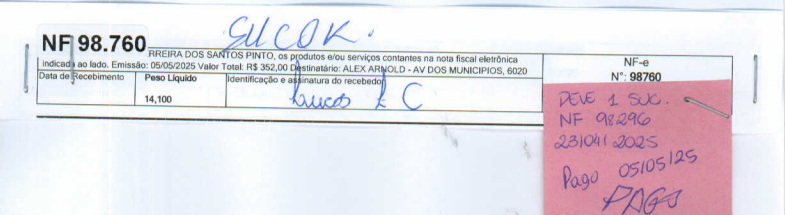 SUCOK.
NF 98.760
RREIRA DOS SANTOS PINTO, os produtos e/ou serviços contantes na nota fiscal eletrônica
indicada ao lado. Emissão: 05/05/2025 Valor Total: R$ 352,00 Destinatário: ALEX ARNOLD - AV DOS MUNICIPIOS, 6020
Data de Recebimento
Peso Líquido
14,100
Identificação e assinatura do recebedor
Lucas L C
NF-e
N°: 98760
DEVE 1 SUC.
NF 98296
23/04/2025
Pago 05/05/25
PAGO